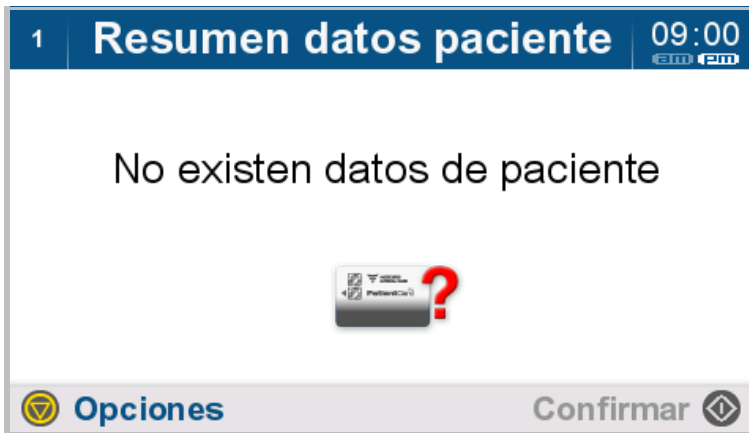 1
Resumen datos paciente
09:00
am pm
No existen datos de paciente
PatientCard
Opciones
Confirmar